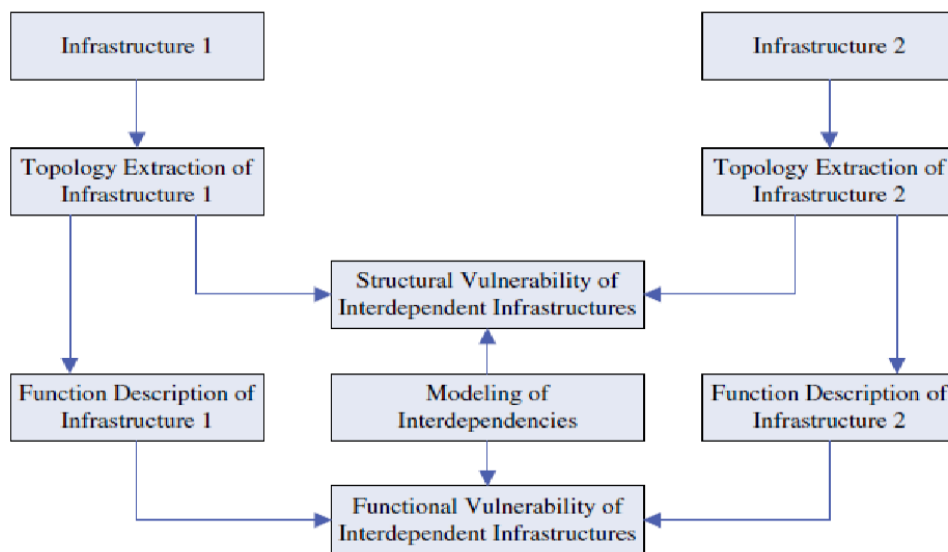 Infrastructure 1
Infrastructure 2
Topology Extraction of
Infrastructure 1
Topology Extraction of
Infrastructure 2
Structural Vulnerability of
Interdependent Infrastructures
Function Description of
Infrastructure 1
Modeling of
Interdependencies
Function Description of
Infrastructure 2
Functional Vulnerability of
Interdependent Infrastructures